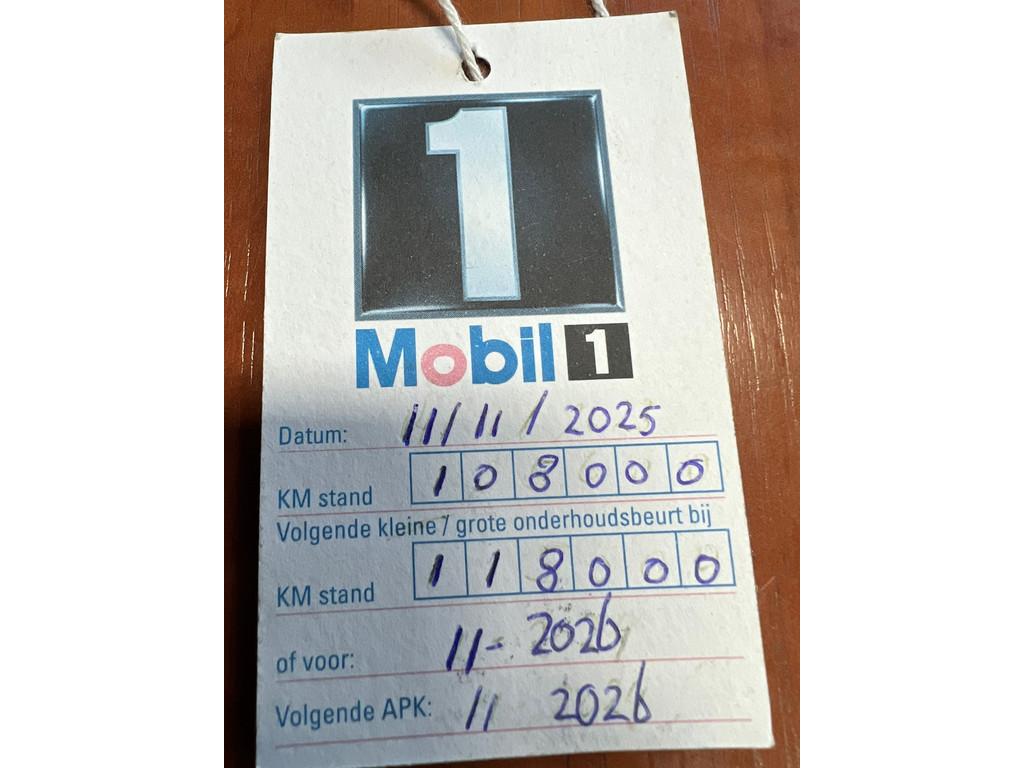 1
Mobil 1
Datum: 11/11/2025
KM stand 108000
Volgende kleine / grote onderhoudsbeurt bij
KM stand 118000
of voor: 11- 2026
Volgende APK: 11 2026